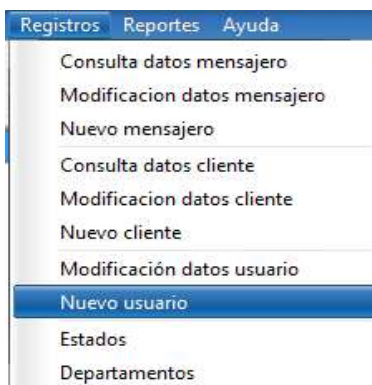 Registros Reportes Ayuda
Consulta datos mensajero
Modificacion datos mensajero
Nuevo mensajero
Consulta datos cliente
Modificacion datos cliente
Nuevo cliente
Modificación datos usuario
Nuevo usuario
Estados
Departamentos